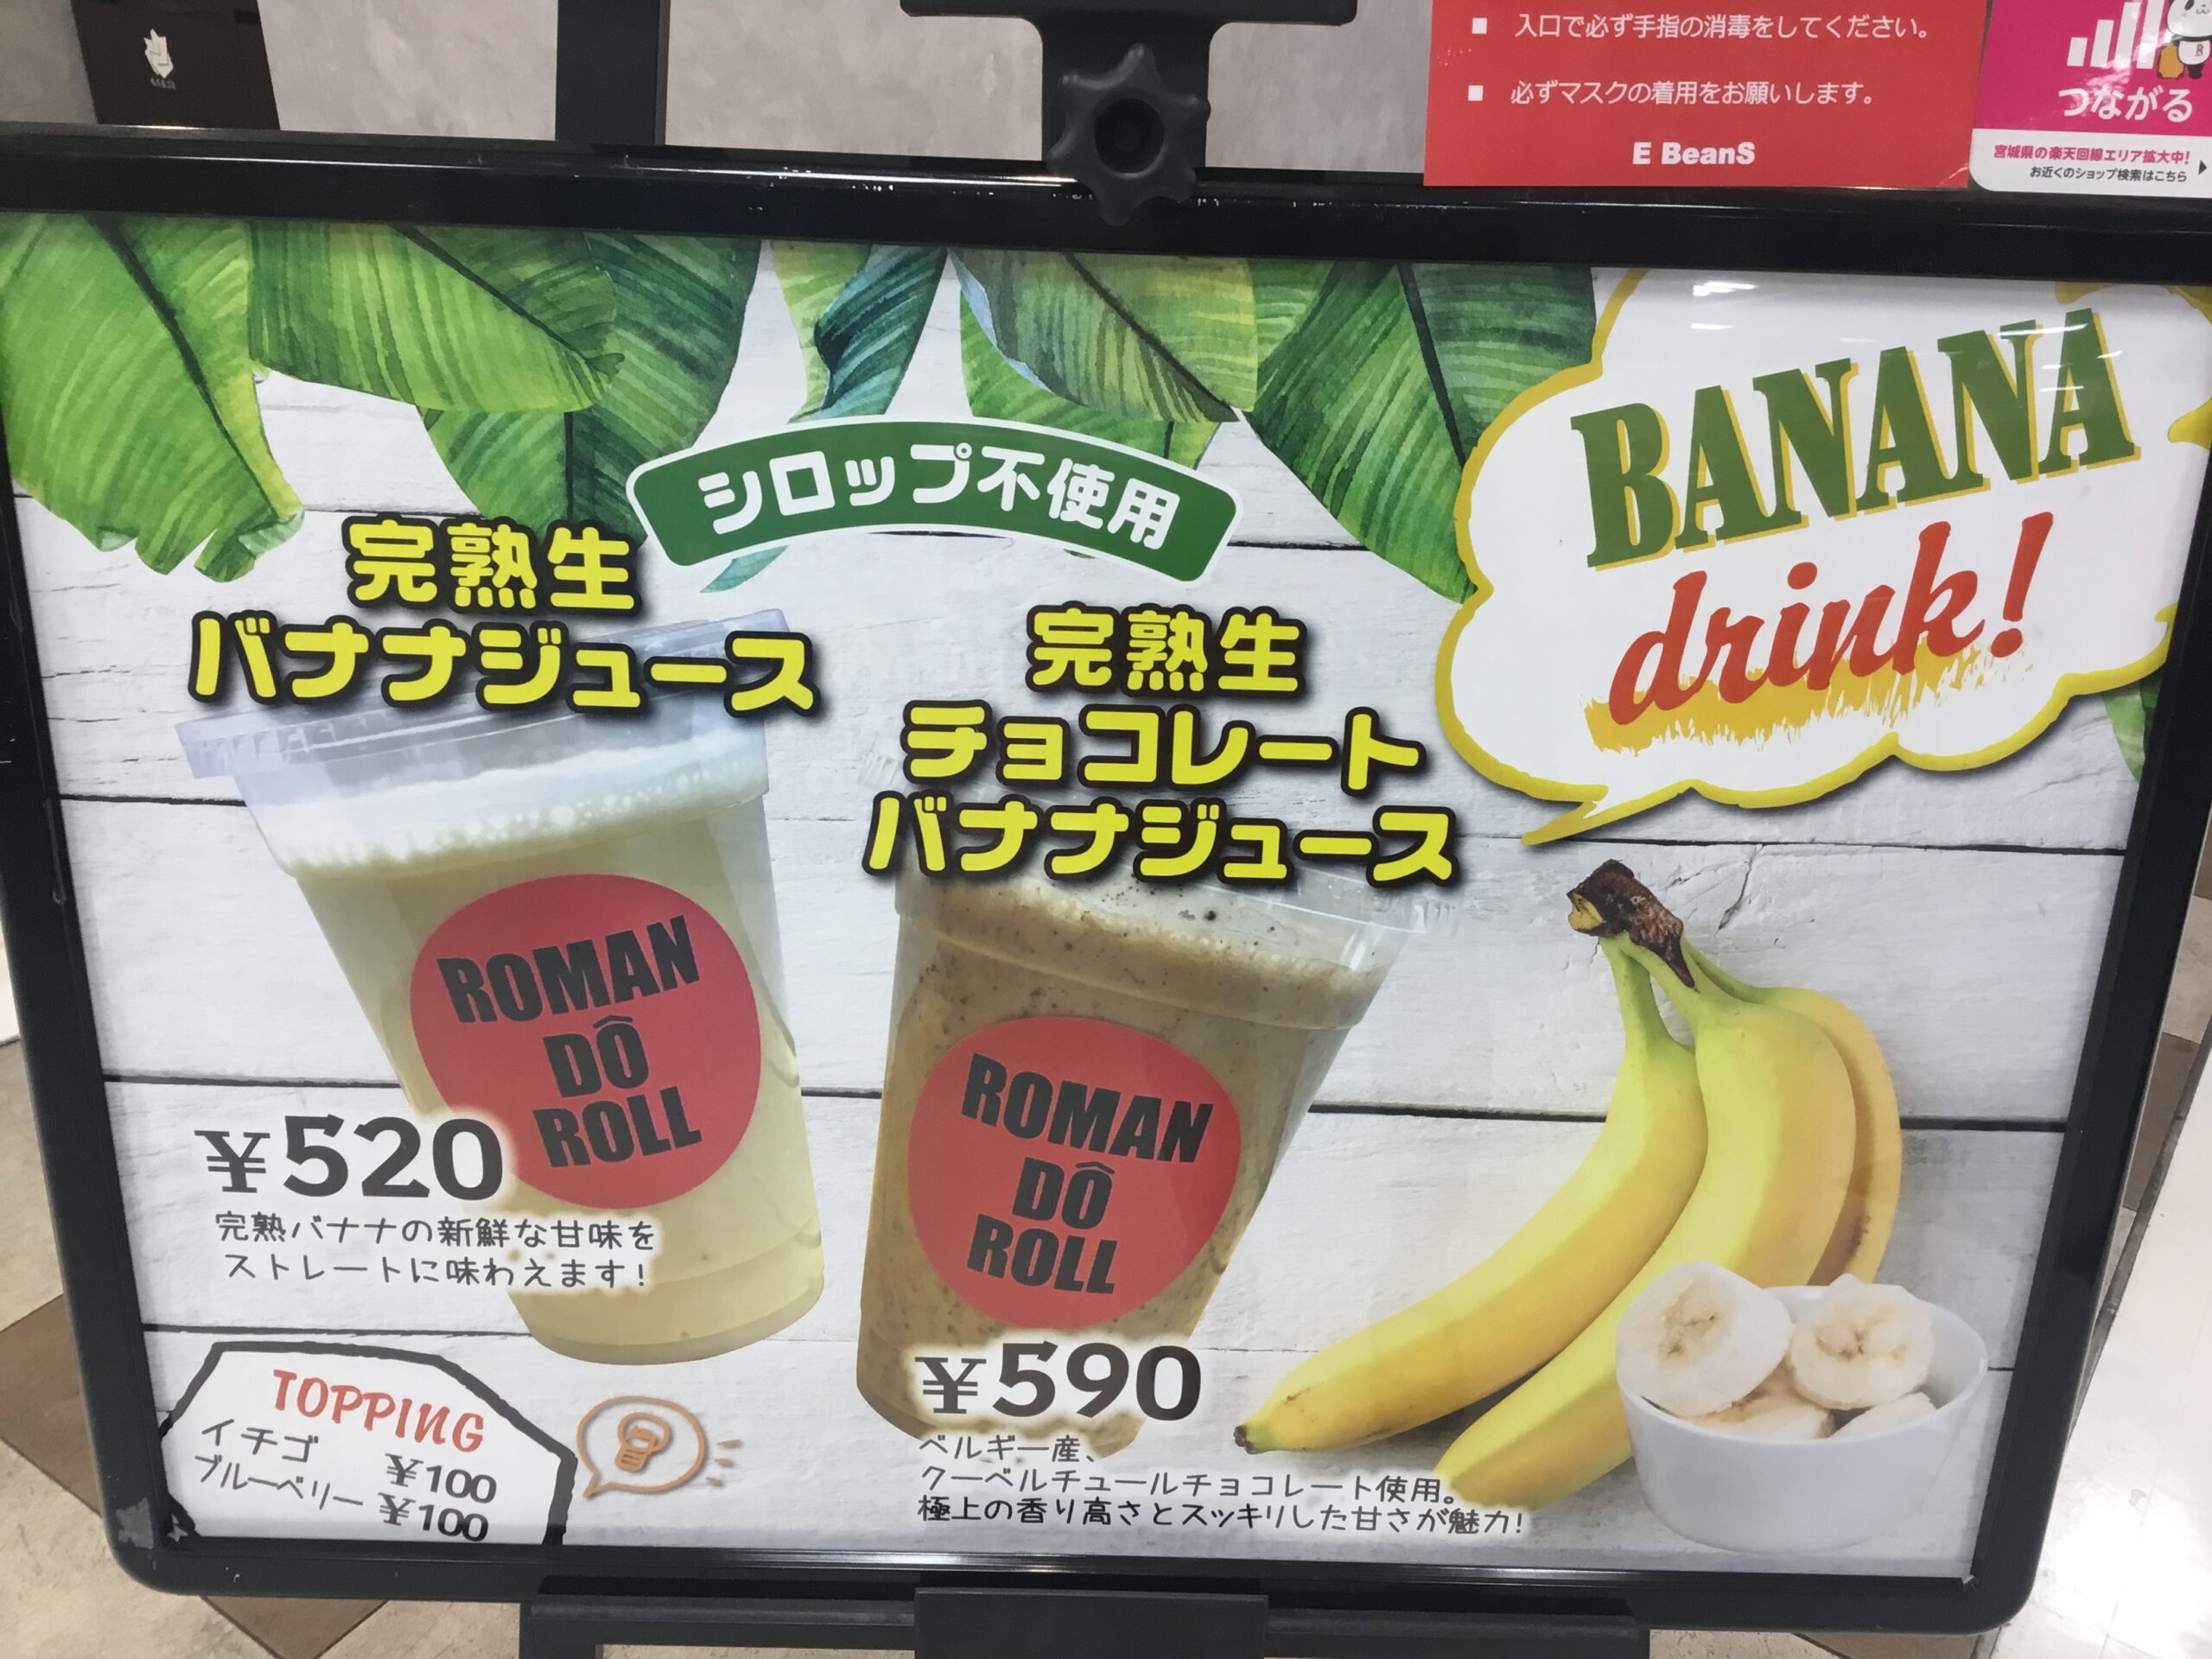 ■ 入口で必ず手指の消毒をしてください。
■ 必ずマスクの着用をお願いします。
E BeanS
つながる
宮城県の楽天回線エリア拡大中!
お近くのショップ検索はこちら
BANANA
drink!
シロップ不使用
完熟生
バナナジュース
ROMAN
DÔ
ROLL
¥520
完熟バナナの新鮮な甘味を
ストレートに味わえます!
完熟生
チョコレート
バナナジュース
ROMAN
DÔ
ROLL
¥590
ベルギー産、
クーベルチュールチョコレート使用。
極上の香り高さとスッキリした甘さが魅力!
TOPPING
イチゴ ¥100
ブルーベリー ¥100